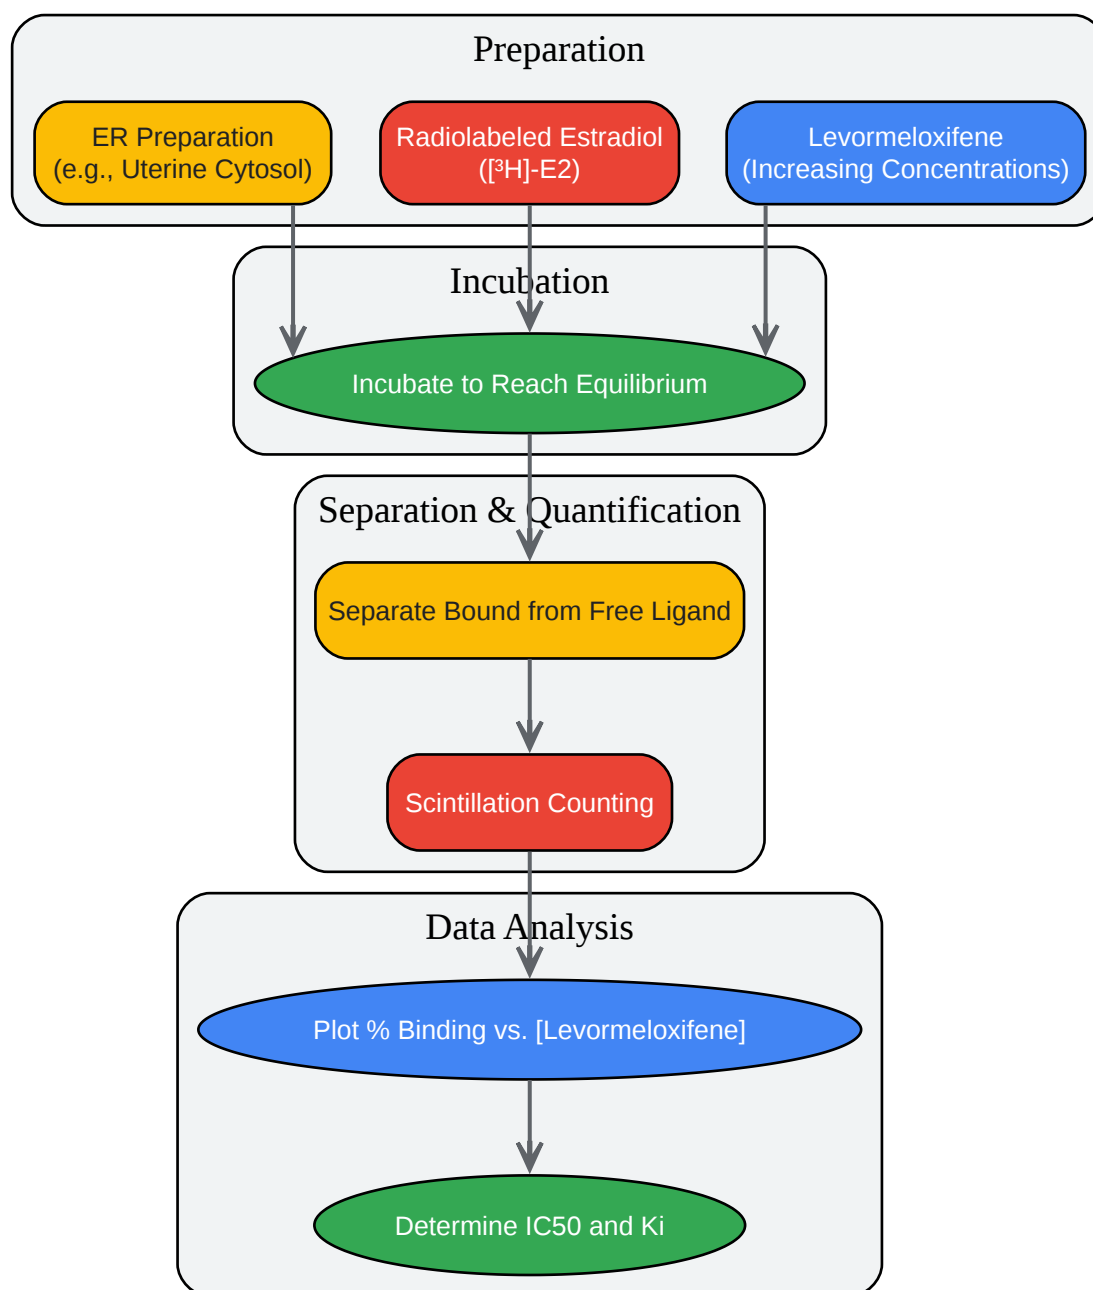 Preparation
ER Preparation
(e.g., Uterine Cytosol)
Radiolabeled Estradiol
([³H]-E2)
Levormeloxifene
(Increasing Concentrations)
Incubation
Incubate to Reach Equilibrium
Separation & Quantification
Separate Bound from Free Ligand
Scintillation Counting
Data Analysis
Plot % Binding vs. [Levormeloxifene]
Determine IC50 and Ki